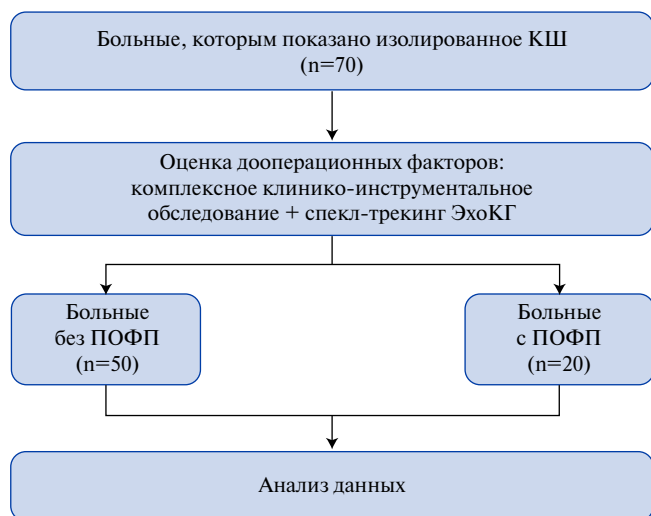 Больные, которым показано изолированное КШ
(n=70)
Оценка дооперационных факторов:
комплексное клинико-инструментальное
обследование + спекл-трекинг ЭхоКГ
Больные
без ПОФП
(n=50)
Больные
с ПОФП
(n=20)
Анализ данных